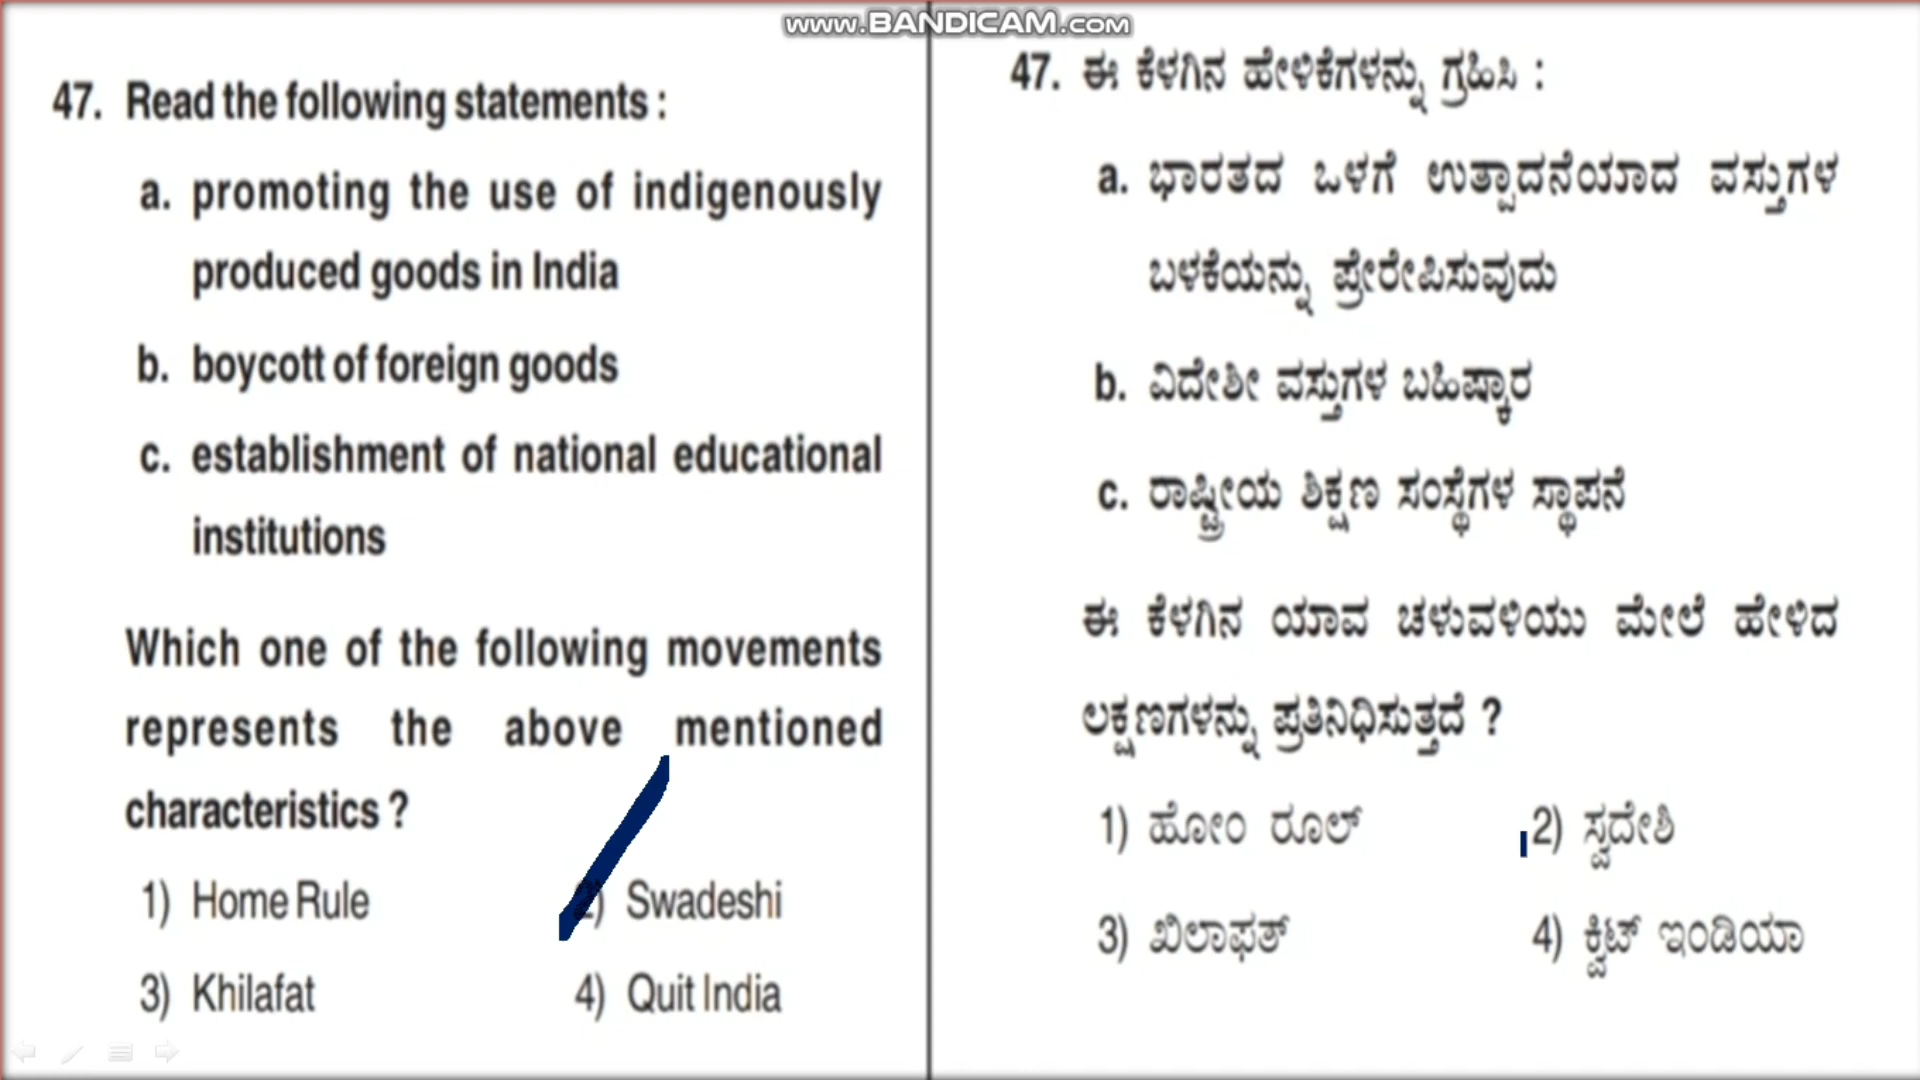 www.BANDICAM.com
47. Read the following statements :
a. promoting the use of indigenously
produced goods in India
b. boycott of foreign goods
c. establishment of national educational
institutions
Which one of the following movements
represents the above mentioned
characteristics ?
1) Home Rule 2) Swadeshi
3) Khilafat 4) Quit India
47. ಈ ಕೆಳಗಿನ ಹೇಳಿಕೆಗಳನ್ನು ಗ್ರಹಿಸಿ :
a. ಭಾರತದ ಒಳಗೆ ಉತ್ಪಾದನೆಯಾದ ವಸ್ತುಗಳ
ಬಳಕೆಯನ್ನು ಪ್ರೇರೇಪಿಸುವುದು
b. ವಿದೇಶೀ ವಸ್ತುಗಳ ಬಹಿಷ್ಕಾರ
c. ರಾಷ್ಟ್ರೀಯ ಶಿಕ್ಷಣ ಸಂಸ್ಥೆಗಳ ಸ್ಥಾಪನೆ
ಈ ಕೆಳಗಿನ ಯಾವ ಚಳುವಳಿಯು ಮೇಲೆ ಹೇಳಿದ
ಲಕ್ಷಣಗಳನ್ನು ಪ್ರತಿನಿಧಿಸುತ್ತದೆ ?
1) ಹೋಂ ರೂಲ್ 2) ಸ್ವದೇಶಿ
3) ಖಿಲಾಫತ್ 4) ಕ್ವಿಟ್ ಇಂಡಿಯಾ